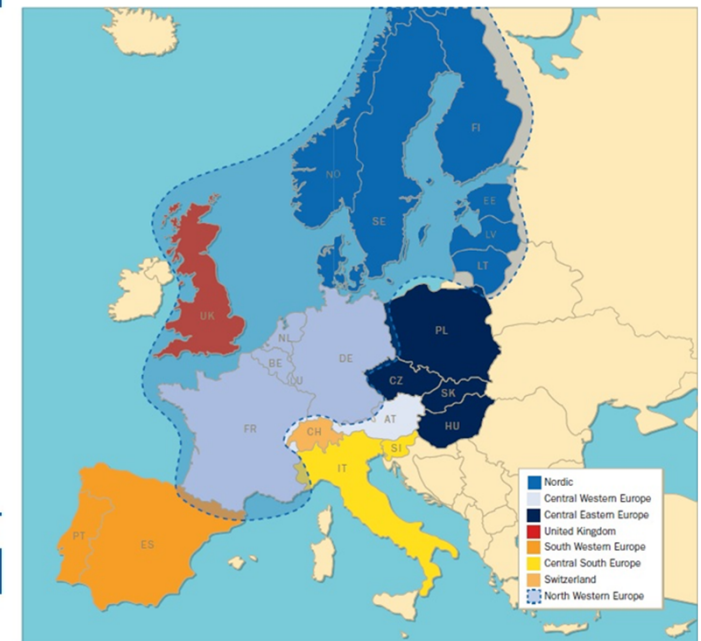 FI
NO
SE
EE
LV
LT
UK
NL
BE
DE
LU
PL
CZ
SK
FR
AT
HU
CH
SI
IT
PT
ES
Nordic
Central Western Europe
Central Eastern Europe
United Kingdom
South Western Europe
Central South Europe
Switzerland
North Western Europe